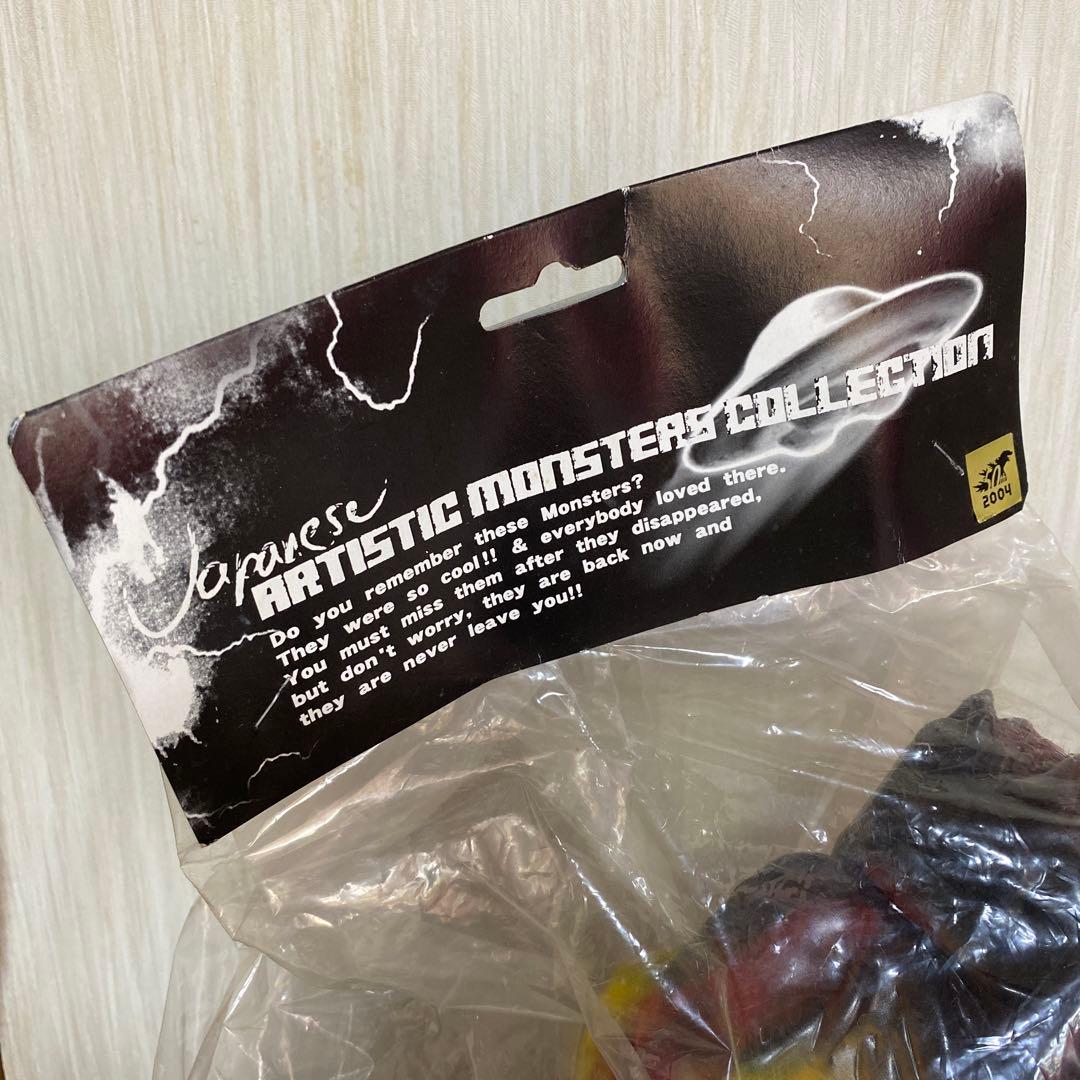 Japanese
ARTISTIC MONSTERS COLLECTION
Do you remember these Monsters?
They were so cool!! & everybody loved there.
You must miss them after they disappeared,
but don't worry, they are back now and
they are never leave you!!
50
2004